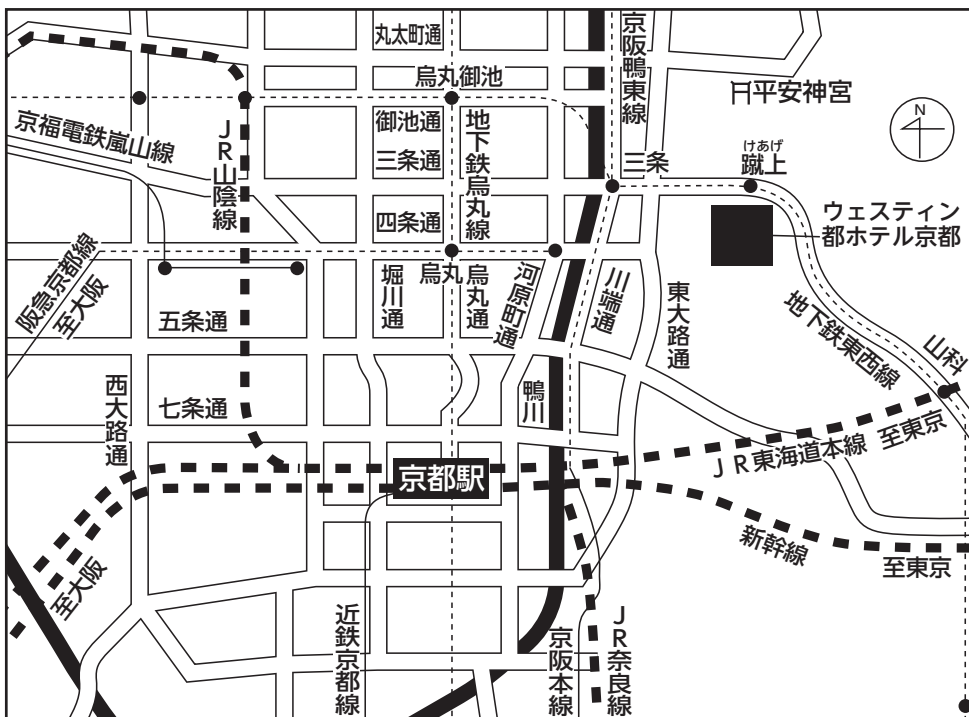 丸太町通
京阪鴨東線
烏丸御池
平安神宮
N
京福電鉄嵐山線
JR山陰線
御池通
地下鉄烏丸線
三条通
三条
けあげ
蹴上
四条通
ウェスティン
都ホテル京都
阪急京都線
至大阪
堀川通
烏丸
烏丸通
河原町通
川端通
東大路通
五条通
地下鉄東西線
山科
西大路通
七条通
鴨川
JR東海道本線
至東京
京都駅
新幹線
至東京
至大阪
近鉄京都線
京阪本線
JR奈良線